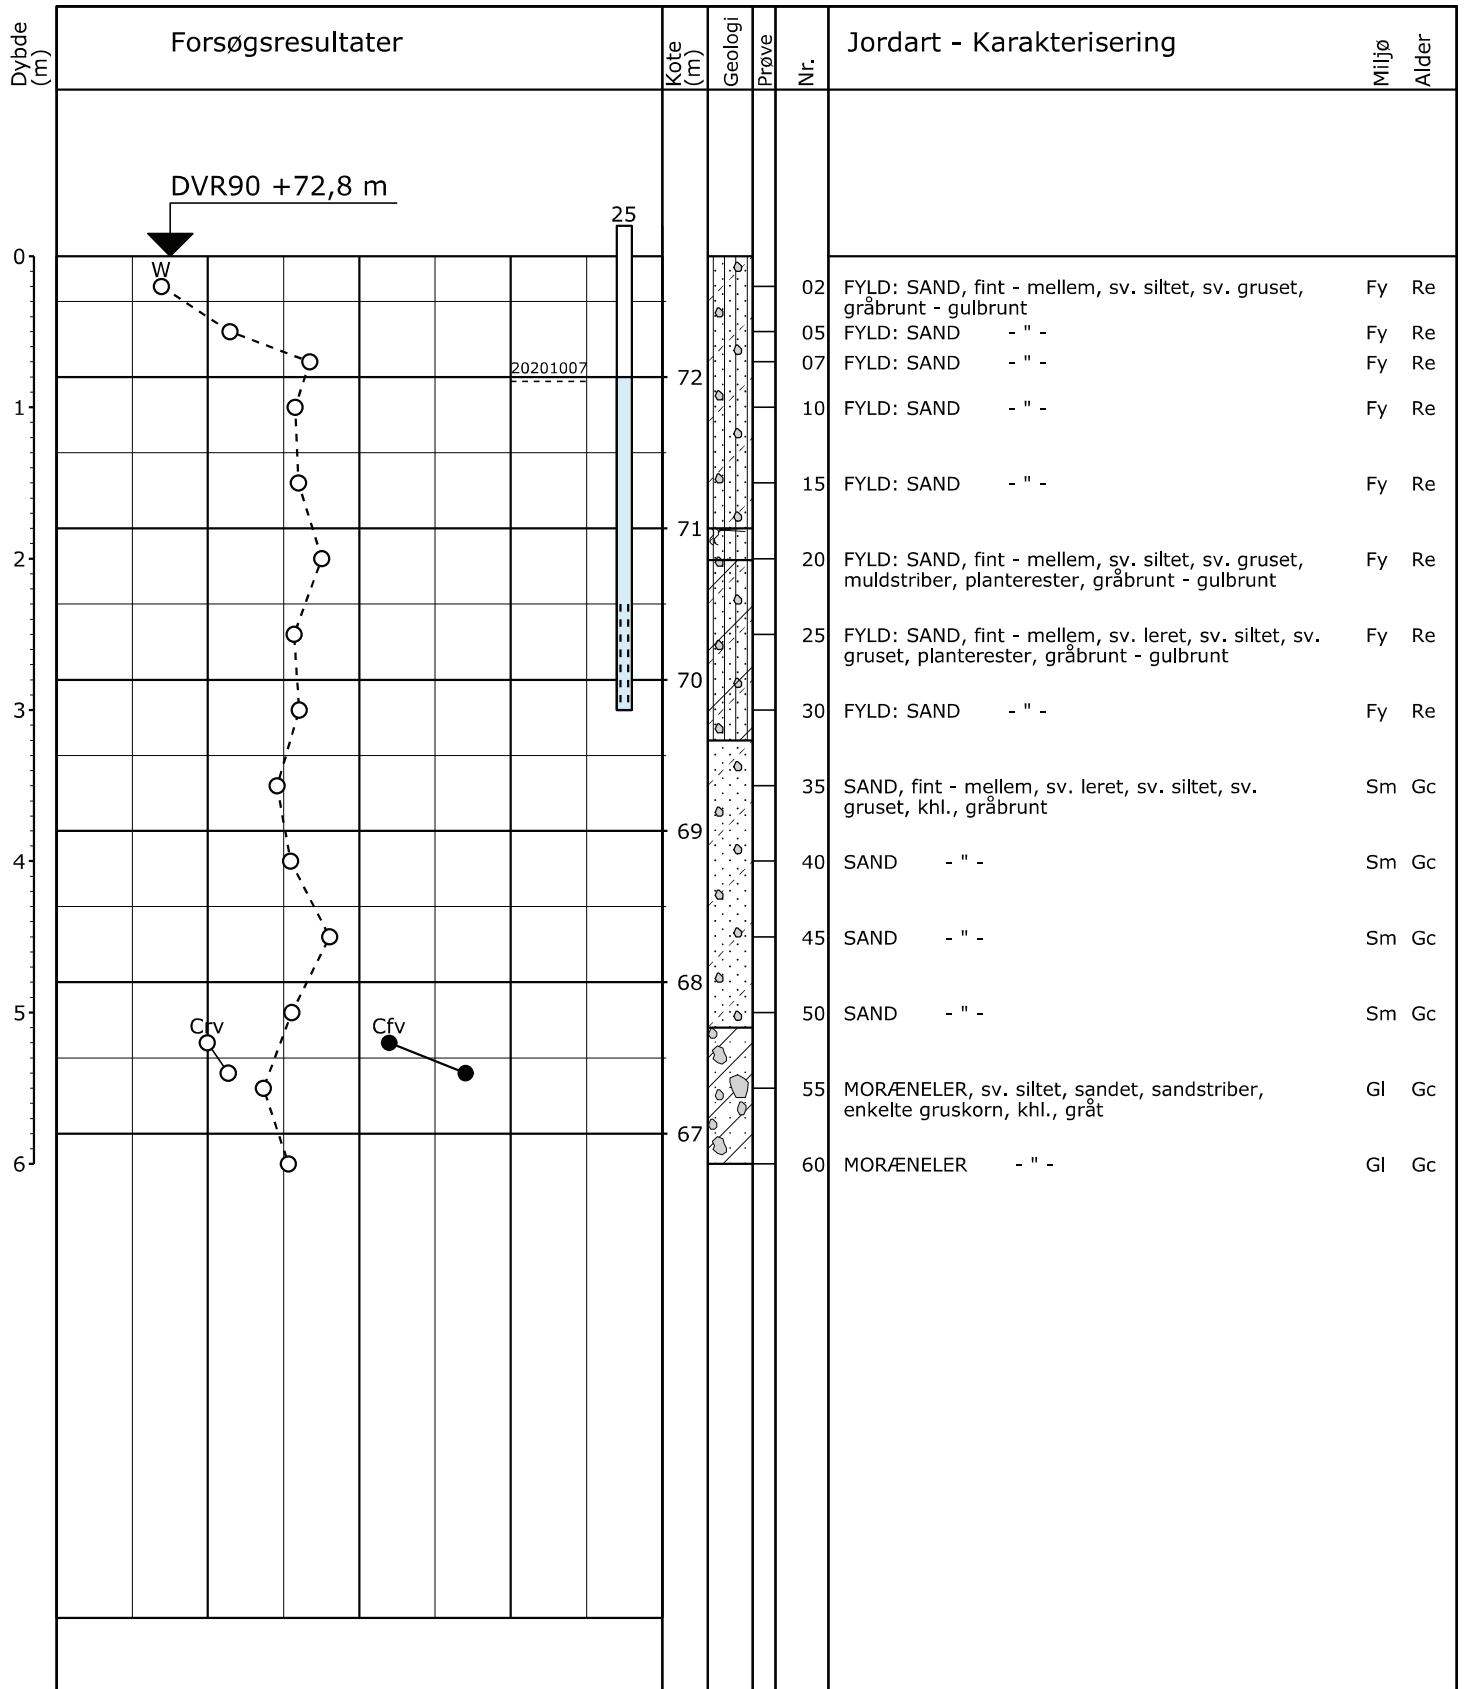 Dybde (m)
Forsøgsresultater
Kote (m)
Geologi
Prøve
Nr.
Jordart - Karakterisering
Miljø
Alder
DVR90 +72,8 m
25
0
W
02 FYLD: SAND, fint - mellem, sv. siltet, sv. gruset, Fy Re
gråbrunt - gulbrunt
05 FYLD: SAND - " - Fy Re
07 FYLD: SAND - " - Fy Re
20201007
72
1
10 FYLD: SAND - " - Fy Re
15 FYLD: SAND - " - Fy Re
71
2
20 FYLD: SAND, fint - mellem, sv. siltet, sv. gruset, Fy Re
muldstriber, planterester, gråbrunt - gulbrunt
25 FYLD: SAND, fint - mellem, sv. leret, sv. siltet, sv. Fy Re
gruset, planterester, gråbrunt - gulbrunt
70
3
30 FYLD: SAND - " - Fy Re
35 SAND, fint - mellem, sv. leret, sv. siltet, sv. Sm Gc
gruset, khl., gråbrunt
69
4
40 SAND - " - Sm Gc
45 SAND - " - Sm Gc
68
5
50 SAND - " - Sm Gc
Crv
Cfv
55 MORÆNELER, sv. siltet, sandet, sandstriber, Gl Gc
enkelte gruskorn, khl., gråt
67
6
60 MORÆNELER - " - Gl Gc